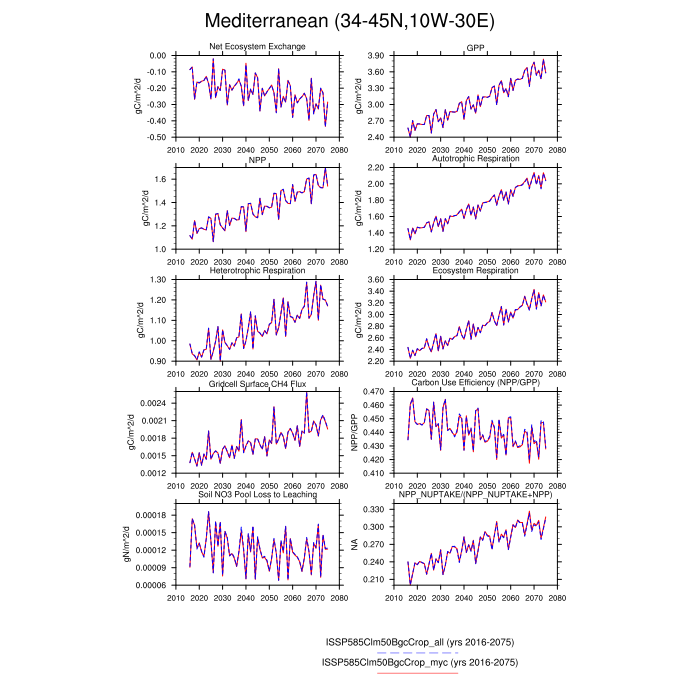 Mediterranean (34-45N,10W-30E)
Net Ecosystem Exchange
gC/m^2/d
0.00
-0.10
-0.20
-0.30
-0.40
-0.50
2010 2020 2030 2040 2050 2060 2070 2080
GPP
gC/m^2/d
3.90
3.60
3.30
3.00
2.70
2.40
2010 2020 2030 2040 2050 2060 2070 2080
NPP
gC/m^2/d
1.6
1.4
1.2
1.0
2010 2020 2030 2040 2050 2060 2070 2080
Autotrophic Respiration
gC/m^2/d
2.20
2.00
1.80
1.60
1.40
1.20
2010 2020 2030 2040 2050 2060 2070 2080
Heterotrophic Respiration
gC/m^2/d
1.30
1.20
1.10
1.00
0.90
2010 2020 2030 2040 2050 2060 2070 2080
Ecosystem Respiration
gC/m^2/d
3.60
3.40
3.20
3.00
2.80
2.60
2.40
2.20
2010 2020 2030 2040 2050 2060 2070 2080
Gridcell Surface CH4 Flux
gC/m^2/d
0.0024
0.0021
0.0018
0.0015
0.0012
2010 2020 2030 2040 2050 2060 2070 2080
Carbon Use Efficiency (NPP/GPP)
NPP/GPP
0.470
0.460
0.450
0.440
0.430
0.420
0.410
2010 2020 2030 2040 2050 2060 2070 2080
Soil NO3 Pool Loss to Leaching
gN/m^2/d
0.00018
0.00015
0.00012
0.00009
0.00006
2010 2020 2030 2040 2050 2060 2070 2080
NPP_NUPTAKE/(NPP_NUPTAKE+NPP)
NA
0.330
0.300
0.270
0.240
0.210
2010 2020 2030 2040 2050 2060 2070 2080
ISSP585Clm50BgcCrop_all (yrs 2016-2075)
ISSP585Clm50BgcCrop_myc (yrs 2016-2075)